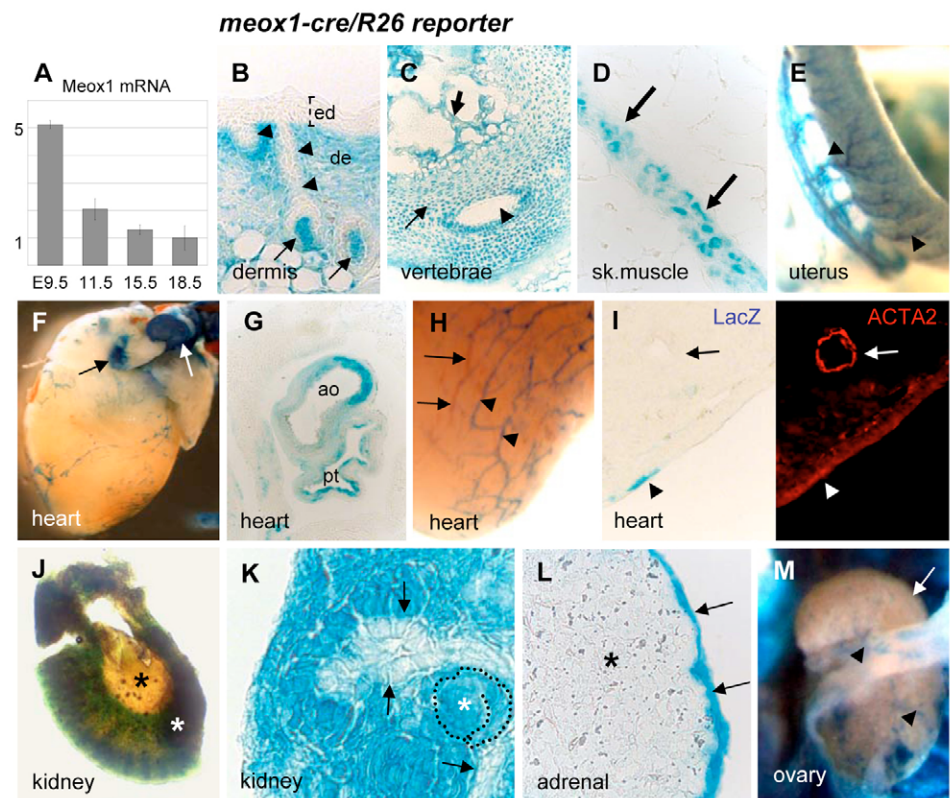 meox1-cre/R26 reporter
A
Meox1 mRNA
5
1
E9.5 11.5 15.5 18.5
B
ed
de
dermis
C
vertebrae
D
sk.muscle
E
uterus
F
heart
G
ao
pt
heart
H
heart
I
LacZ
heart
ACTA2
J
*
*
kidney
K
*
kidney
L
*
adrenal
M
ovary